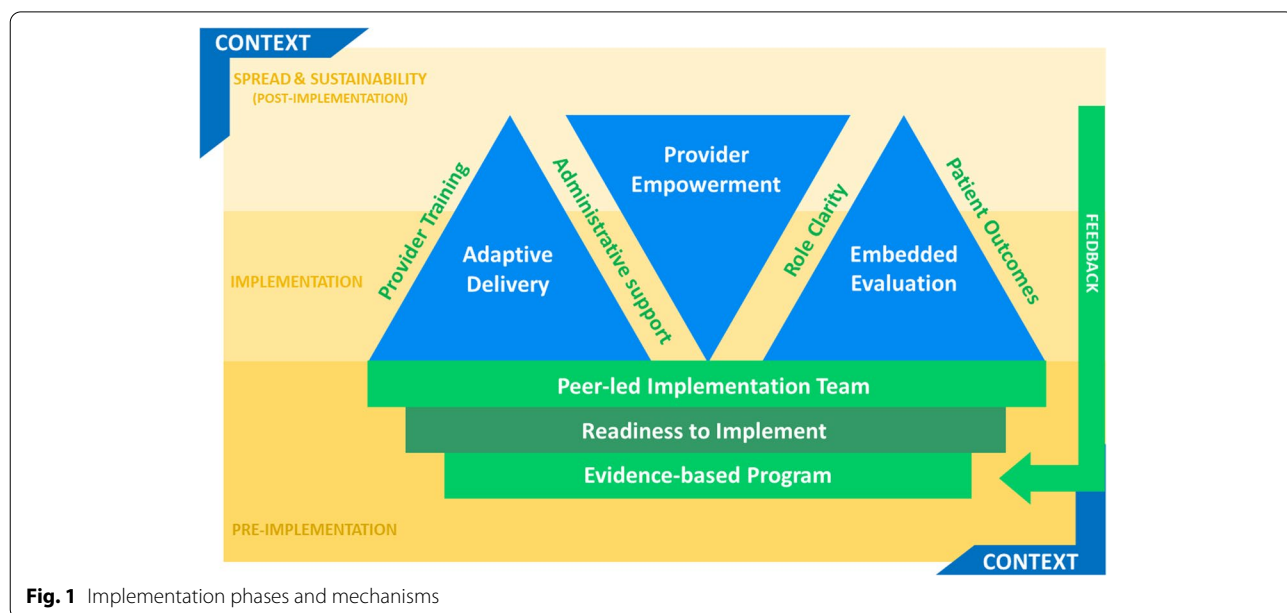 CONTEXT
SPREAD & SUSTAINABILITY
(POST-IMPLEMENTATION)
Provider Training
Administrative support
Provider
Empowerment
Role Clarity
Patient Outcomes
FEEDBACK
IMPLEMENTATION
Adaptive
Delivery
Embedded
Evaluation
Peer-led Implementation Team
Readiness to Implement
Evidence-based Program
PRE-IMPLEMENTATION
CONTEXT
Fig. 1 Implementation phases and mechanisms